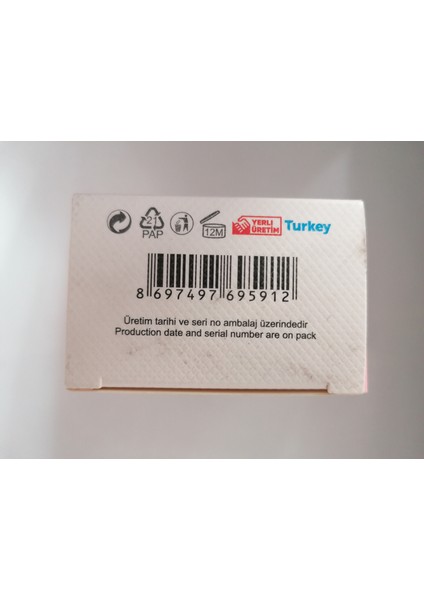 21
PAP
12M
YERLİ
ÜRETİM
Turkey
8 697497 695912
Üretim tarihi ve seri no ambalaj üzerindedir
Production date and serial number are on pack